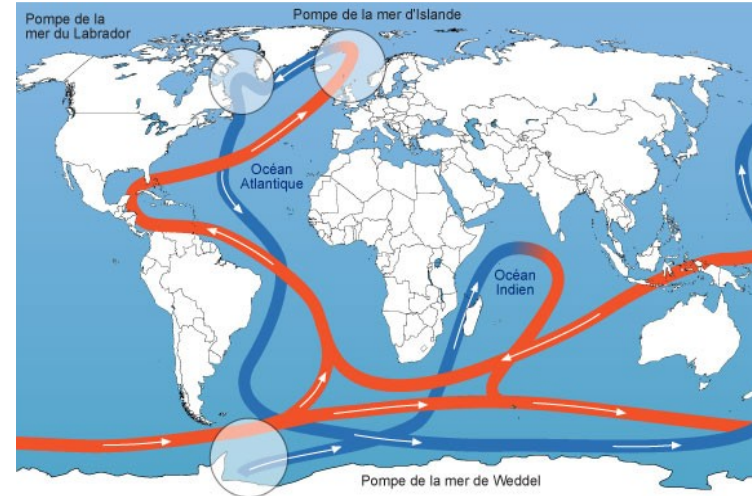 Pompe de la
mer du Labrador
Pompe de la mer d'Islande
Océan
Atlantique
Océan
Indien
Pompe de la mer de Weddel